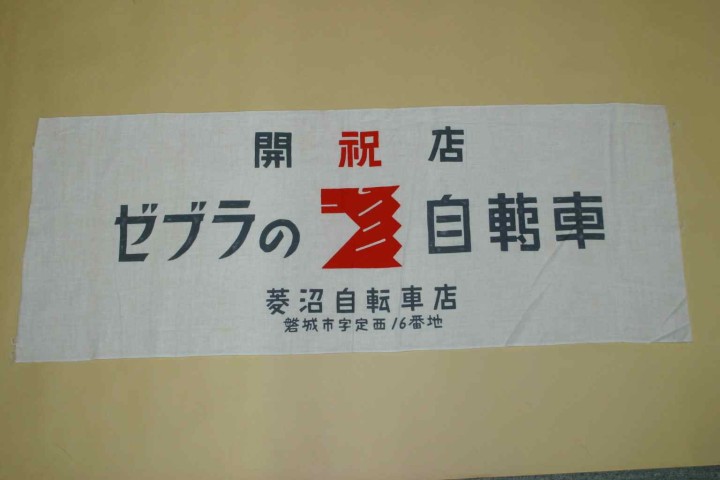 開祝店
ゼブラの自轉車
菱沼自転車店
磐城市字定西16番地